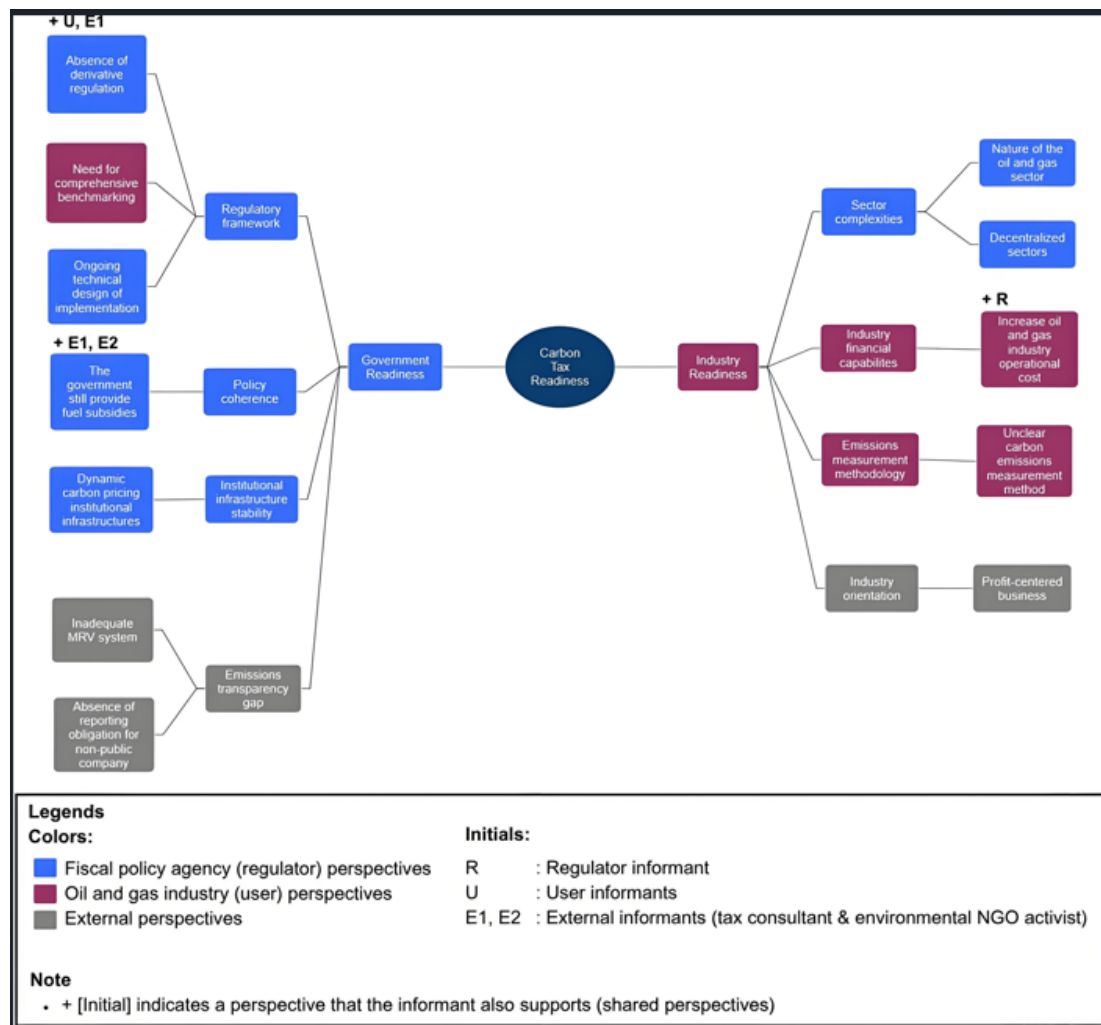 + U, E1
Absence of
derivative
regulation
Need for
comprehensive
benchmarking
Ongoing
technical
design of
implementation
Regulatory
framework
+ E1, E2
The
government
still provide
fuel subsidies
Policy
coherence
Dynamic
carbon pricing
institutional
infrastructures
Institutional
infrastructure
stability
Inadequate
MRV system
Absence of
reporting
obligation for
non-public
company
Emissions
transparency
gap
Government
Readiness
Carbon
Tax
Readiness
Industry
Readiness
Sector
complexities
Nature of the
oil and gas
sector
Decentralized
sectors
Industry
financial
capabilites
+ R
Increase oil
and gas
industry
operational
cost
Emissions
measurement
methodology
Unclear
carbon
emissions
measurement
method
Industry
orientation
Profit-centered
business
Legends
Colors:
Fiscal policy agency (regulator) perspectives
Oil and gas industry (user) perspectives
External perspectives
Initials:
R : Regulator informant
U : User informants
E1, E2 : External informants (tax consultant & environmental NGO activist)
Note
• + [Initial] indicates a perspective that the informant also supports (shared perspectives)